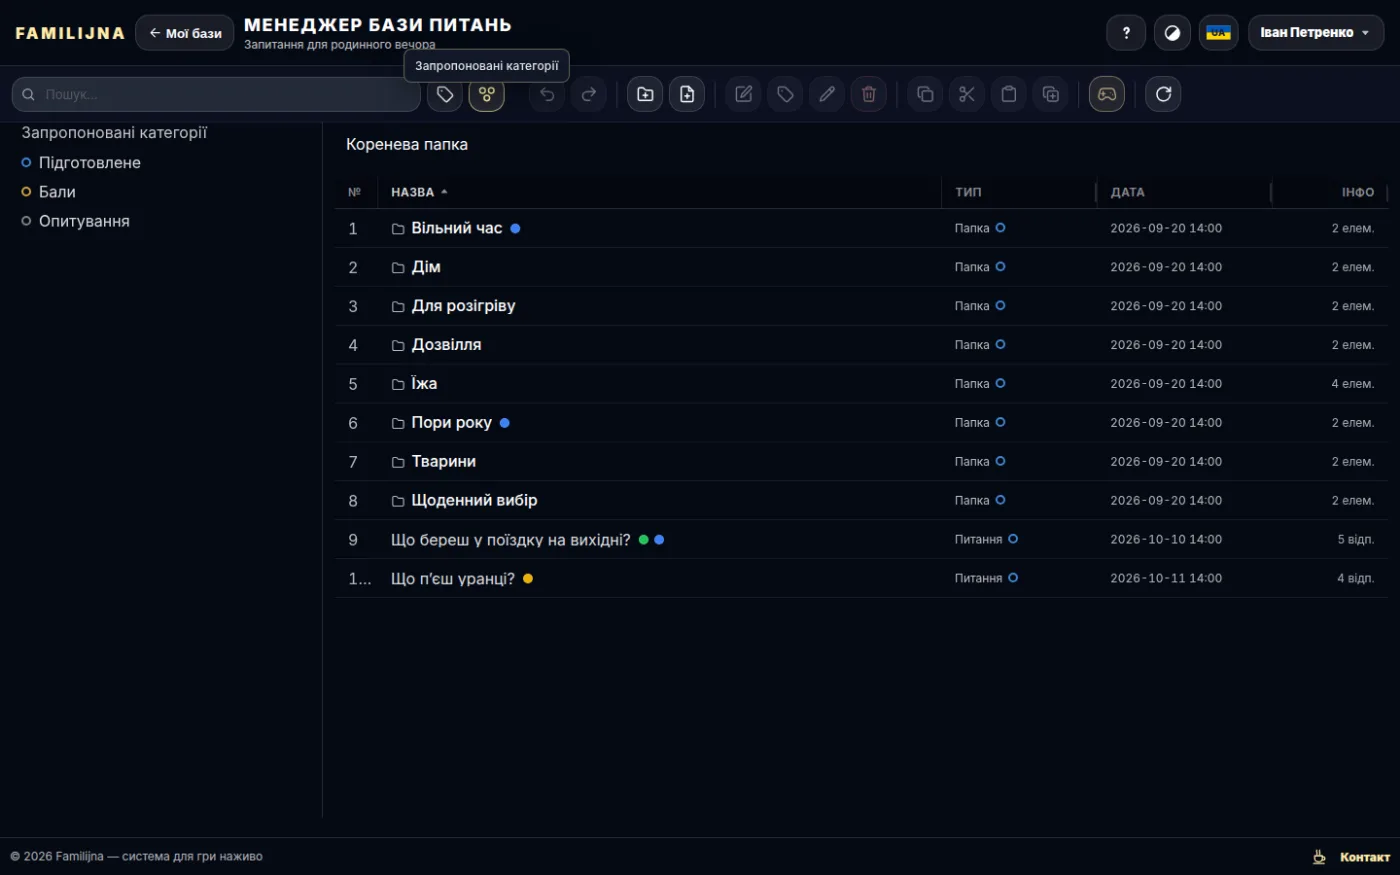 FAMILIJNA
← Мої бази
МЕНЕДЖЕР БАЗИ ПИТАНЬ
Запитання для родинного вечора
?
UA
Іван Петренко
Запропоновані категорії
Пошук...
Запропоновані категорії
Підготовлене
Бали
Опитування
Коренева папка
№ НАЗВА ТИП ДАТА ІНФО
1 Вільний час Папка 2026-09-20 14:00 2 елем.
2 Дім Папка 2026-09-20 14:00 2 елем.
3 Для розігріву Папка 2026-09-20 14:00 2 елем.
4 Дозвілля Папка 2026-09-20 14:00 2 елем.
5 Їжа Папка 2026-09-20 14:00 4 елем.
6 Пори року Папка 2026-09-20 14:00 2 елем.
7 Тварини Папка 2026-09-20 14:00 2 елем.
8 Щоденний вибір Папка 2026-09-20 14:00 2 елем.
9 Що береш у поїздку на вихідні? Питання 2026-10-10 14:00 5 відп.
1... Що п’єш уранці? Питання 2026-10-11 14:00 4 відп.
© 2026 Familijna — система для гри наживо
Контакт